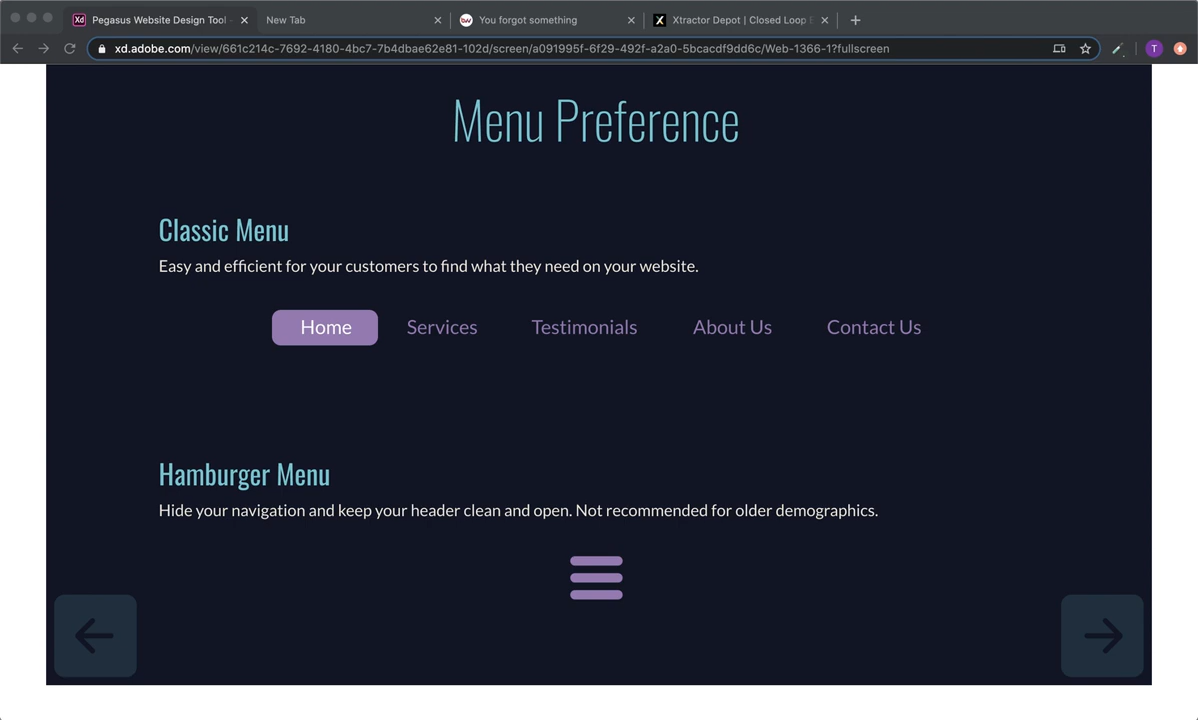 Pegasus Website Design Tool
New Tab
You forgot something
Xtractor Depot | Closed Loop
xd.adobe.com/view/661c214c-7692-4180-4bc7-7b4dbae62e81-102d/screen/a091995f-6f29-492f-a2a0-5bcacdf9dd6c/Web-1366-1?fullscreen
T
Menu Preference
Classic Menu
Easy and efficient for your customers to find what they need on your website.
Home Services Testimonials About Us Contact Us
Hamburger Menu
Hide your navigation and keep your header clean and open. Not recommended for older demographics.